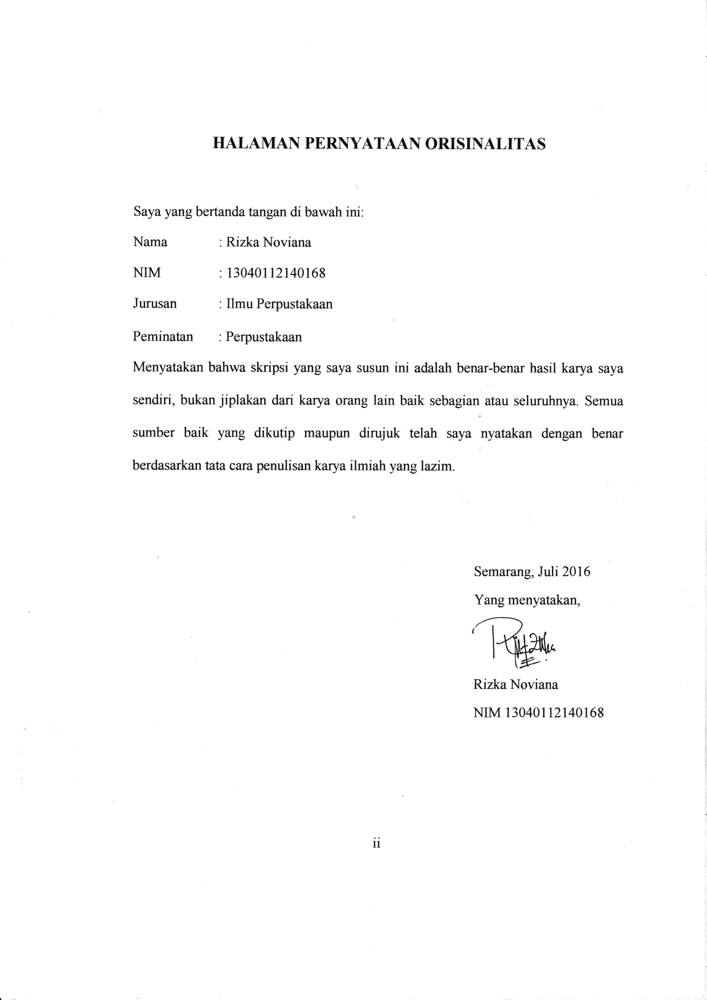 HALAMAN PERNYATAAN ORISINALITAS
Saya yang bertanda tangan di bawah ini:
Nama : Rizka Noviana
NIM : 13040112140168
Jurusan : Ilmu Perpustakaan
Peminatan : Perpustakaan
Menyatakan bahwa skripsi yang saya susun ini adalah benar-benar hasil karya saya
sendiri, bukan jiplakan dari karya orang lain baik sebagian atau seluruhnya. Semua
sumber baik yang dikutip maupun dirujuk telah saya nyatakan dengan benar
berdasarkan tata cara penulisan karya ilmiah yang lazim.
Semarang, Juli 2016
Yang menyatakan,
Rizka Noviana
NIM 13040112140168
ii